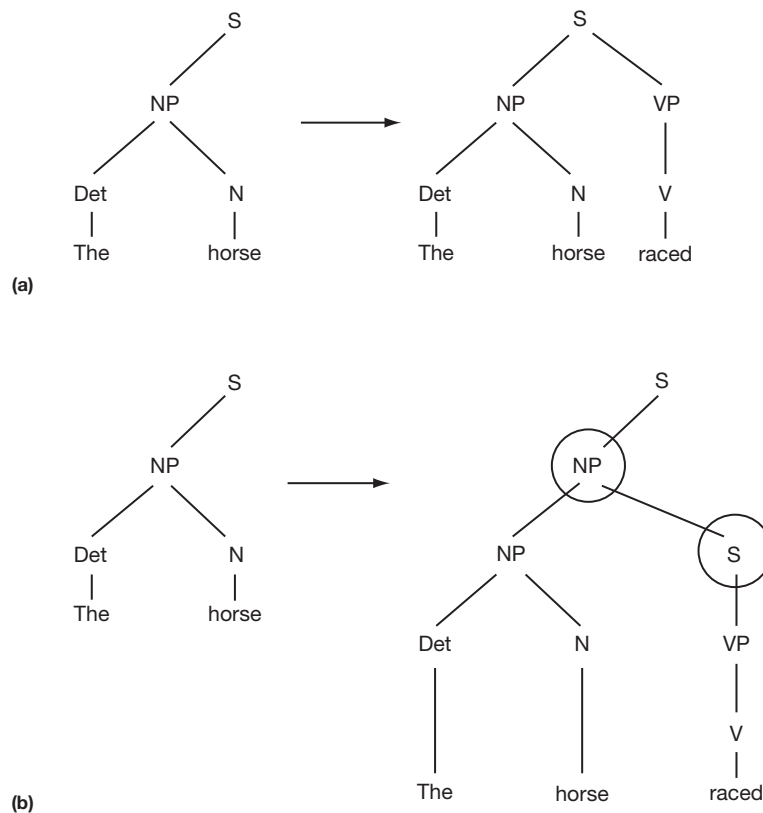 S S
NP NP VP
Det N Det N V
The horse The horse raced
(a)
S S
NP NP
Det N NP S
The horse
Det N VP
V
The horse raced
(b)